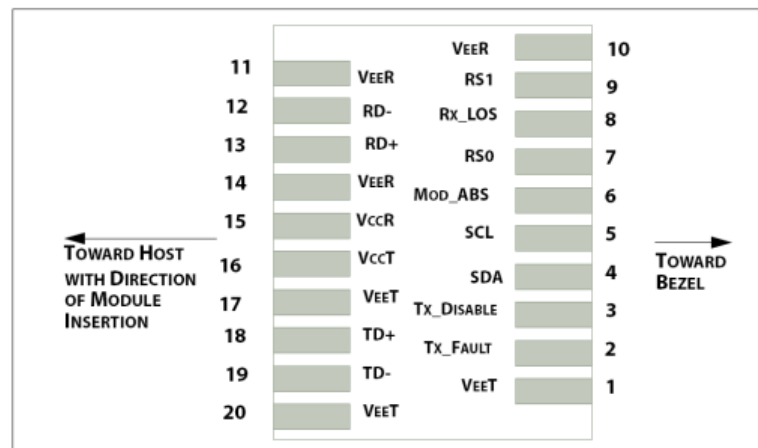 VEER 10
11 VEER
RS1 9
12 RD-
RX_LOS 8
13 RD+
RS0 7
14 VEER
MOD_ABS 6
15 VCCR
SCL 5
TOWARD HOST
WITH DIRECTION
OF MODULE
INSERTION
TOWARD
BEZEL
16 VCCT
SDA 4
17 VEET
TX_DISABLE 3
18 TD+
TX_FAULT 2
19 TD-
VEET 1
20 VEET